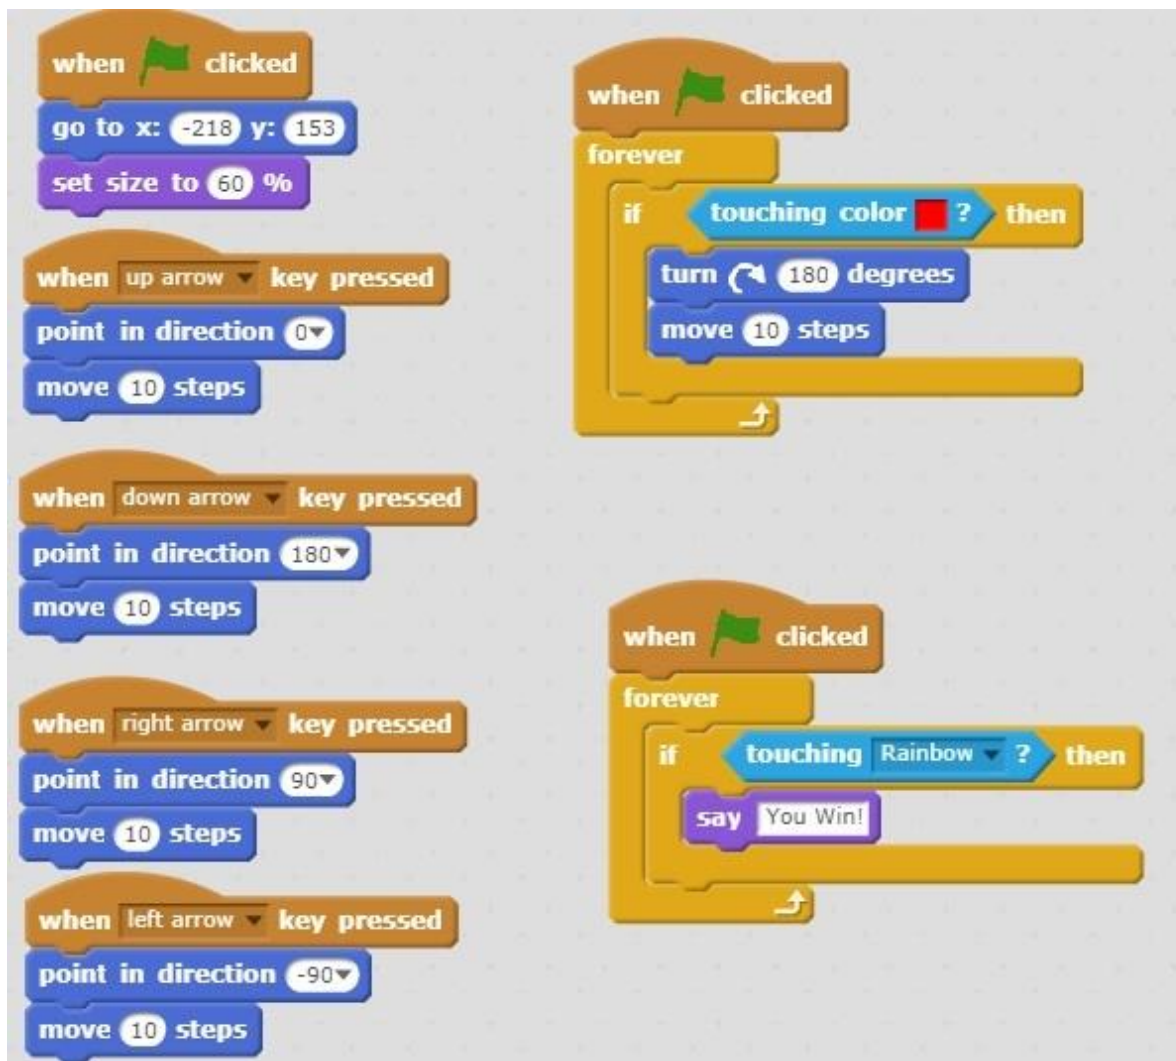 when clicked
go to x: -218 y: 153
set size to 60 %
when up arrow key pressed
point in direction 0
move 10 steps
when down arrow key pressed
point in direction 180
move 10 steps
when right arrow key pressed
point in direction 90
move 10 steps
when left arrow key pressed
point in direction -90
move 10 steps
when clicked
forever
if touching color ? then
turn 180 degrees
move 10 steps
when clicked
forever
if touching Rainbow ? then
say You Win!